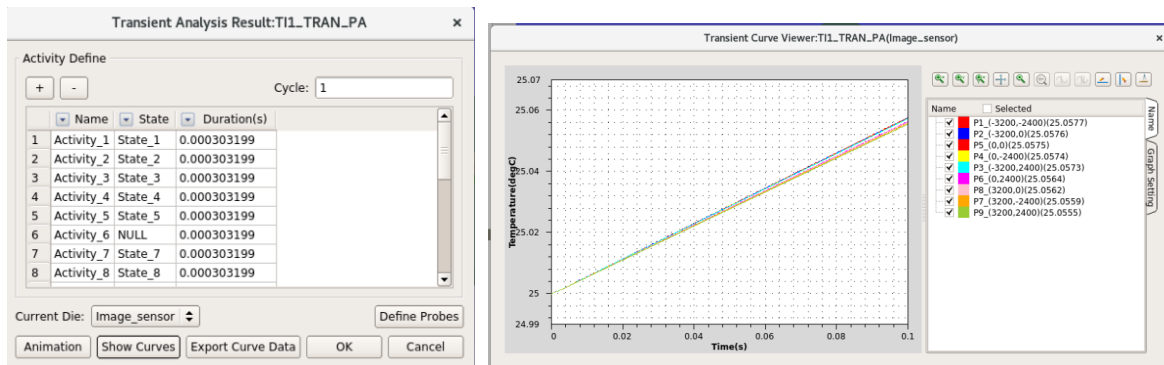 Transient Analysis Result:TI1_TRAN_PA
Activity Define
+ - Cycle: 1
Name State Duration(s)
1 Activity_1 State_1 0.000303199
2 Activity_2 State_2 0.000303199
3 Activity_3 State_3 0.000303199
4 Activity_4 State_4 0.000303199
5 Activity_5 State_5 0.000303199
6 Activity_6 NULL 0.000303199
7 Activity_7 State_7 0.000303199
8 Activity_8 State_8 0.000303199
Current Die: Image_sensor Define Probes
Animation Show Curves Export Curve Data OK Cancel
Transient Curve Viewer:TI1_TRAN_PA(Image_sensor)
25.07
25.06
25.04
25.02
25
24.99
Temperature(degC)
0 0.02 0.04 0.06 0.08 0.1
Time(s)
Name Selected
P1_(-3200,-2400)(25.0577)
P2_(-3200,0)(25.0576)
P5_(0,0)(25.0575)
P4_(0,-2400)(25.0574)
P3_(-3200,2400)(25.0573)
P6_(0,2400)(25.0564)
P8_(3200,0)(25.0562)
P7_(3200,-2400)(25.0559)
P9_(3200,2400)(25.0555)
Name
Graph Setting